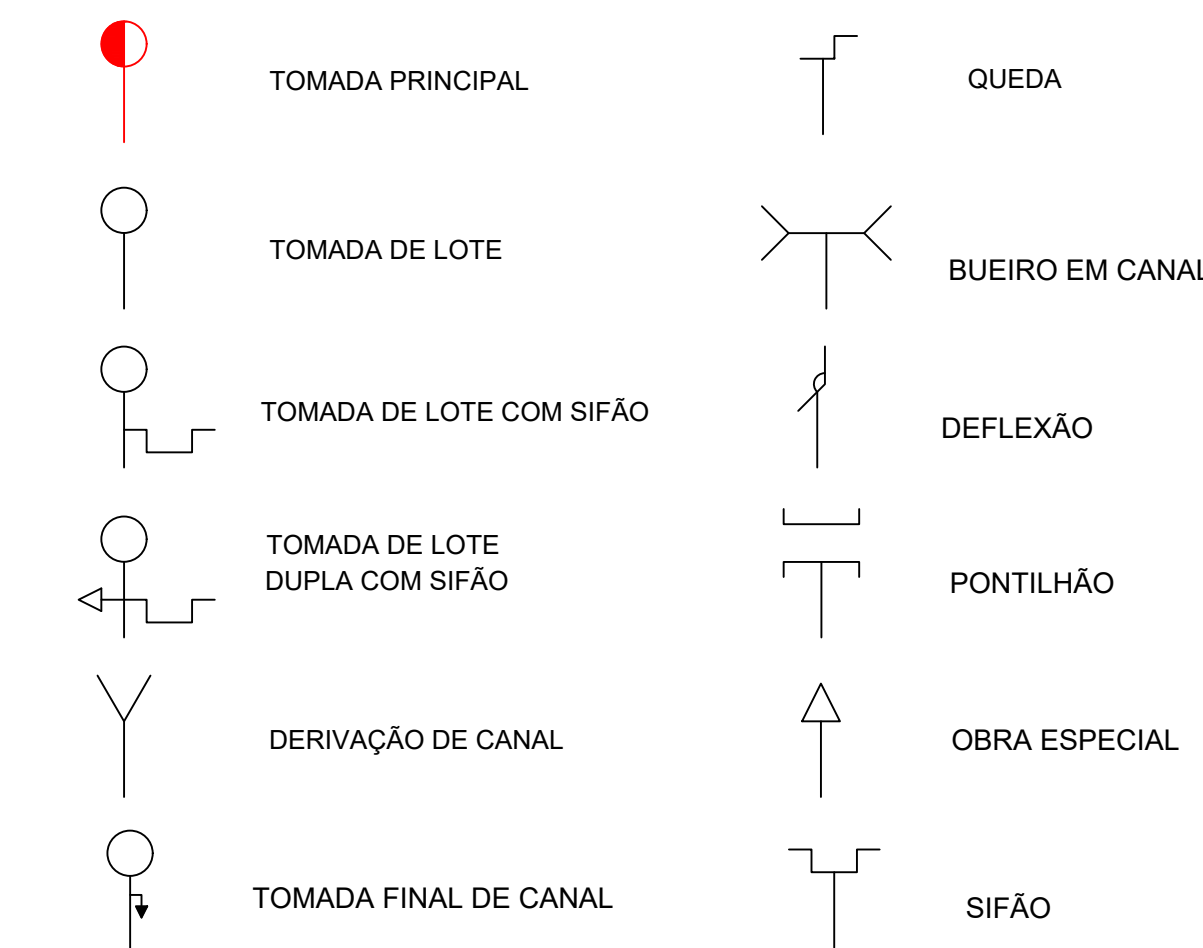 TOMADA PRINCIPAL
TOMADA DE LOTE
TOMADA DE LOTE COM SIFÃO
TOMADA DE LOTE
DUPLA COM SIFÃO
DERIVAÇÃO DE CANAL
TOMADA FINAL DE CANAL
QUEDA
BUEIRO EM CANAL
DEFLEXÃO
PONTILHÃO
OBRA ESPECIAL
SIFÃO